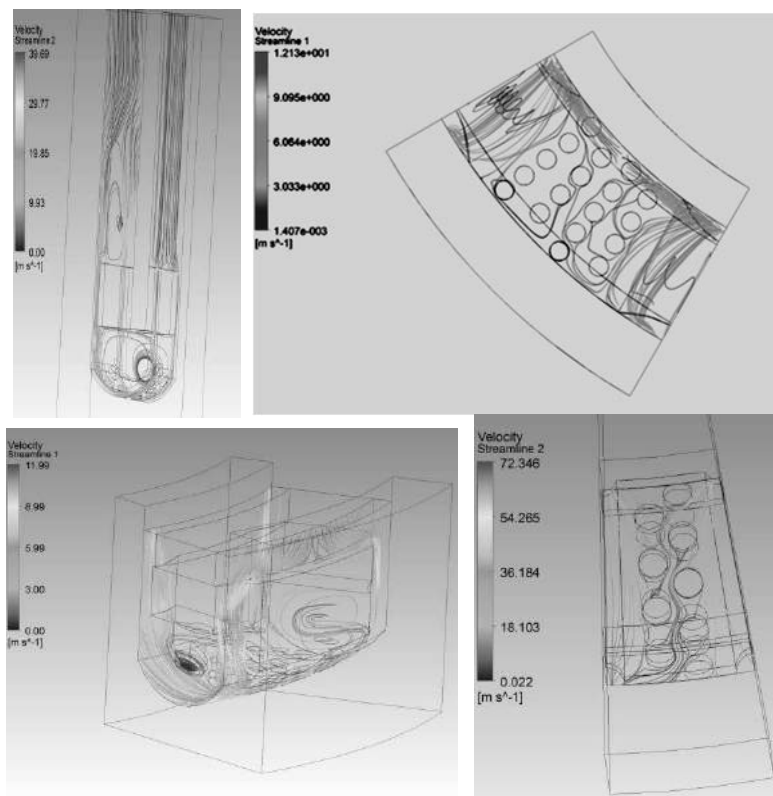 Velocity
Streamline 2
39.69
29.77
19.85
9.93
0.00
[m s^-1]
Velocity
Streamline 1
1.213e+001
9.095e+000
6.064e+000
3.033e+000
1.407e-003
[m s^-1]
Velocity
Streamline 1
11.99
8.99
5.99
3.00
0.00
[m s^-1]
Velocity
Streamline 2
72.346
54.265
36.184
18.103
0.022
[m s^-1]